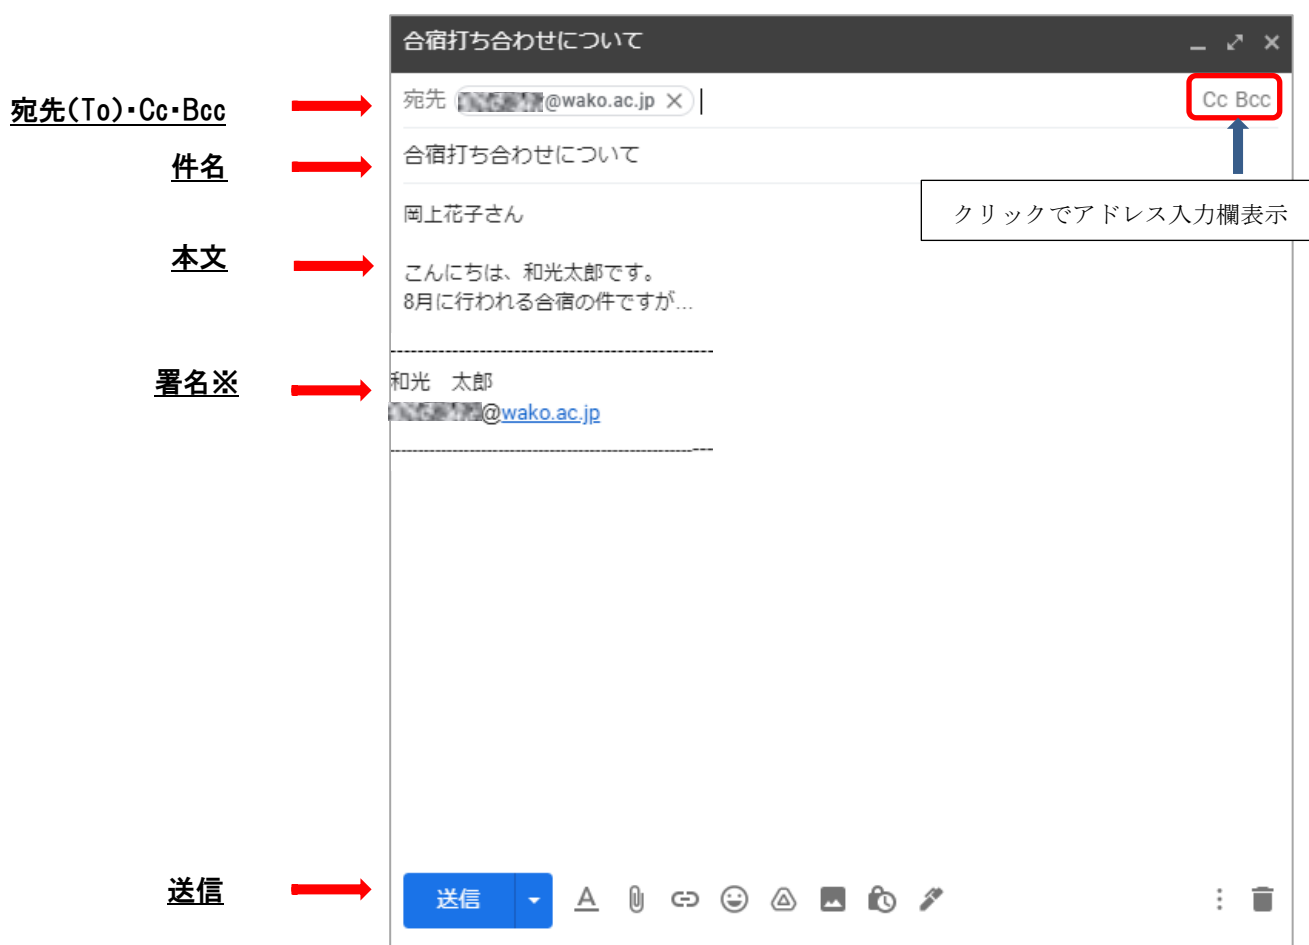 合宿打ち合わせについて
宛先(To)・Cc・Bcc
宛先 @wako.ac.jp
Cc Bcc
件名
合宿打ち合わせについて
クリックでアドレス入力欄表示
岡上花子さん
本文
こんにちは、和光太郎です。
8月に行われる合宿の件ですが...
署名※
和光　太郎
@wako.ac.jp
送信
送信